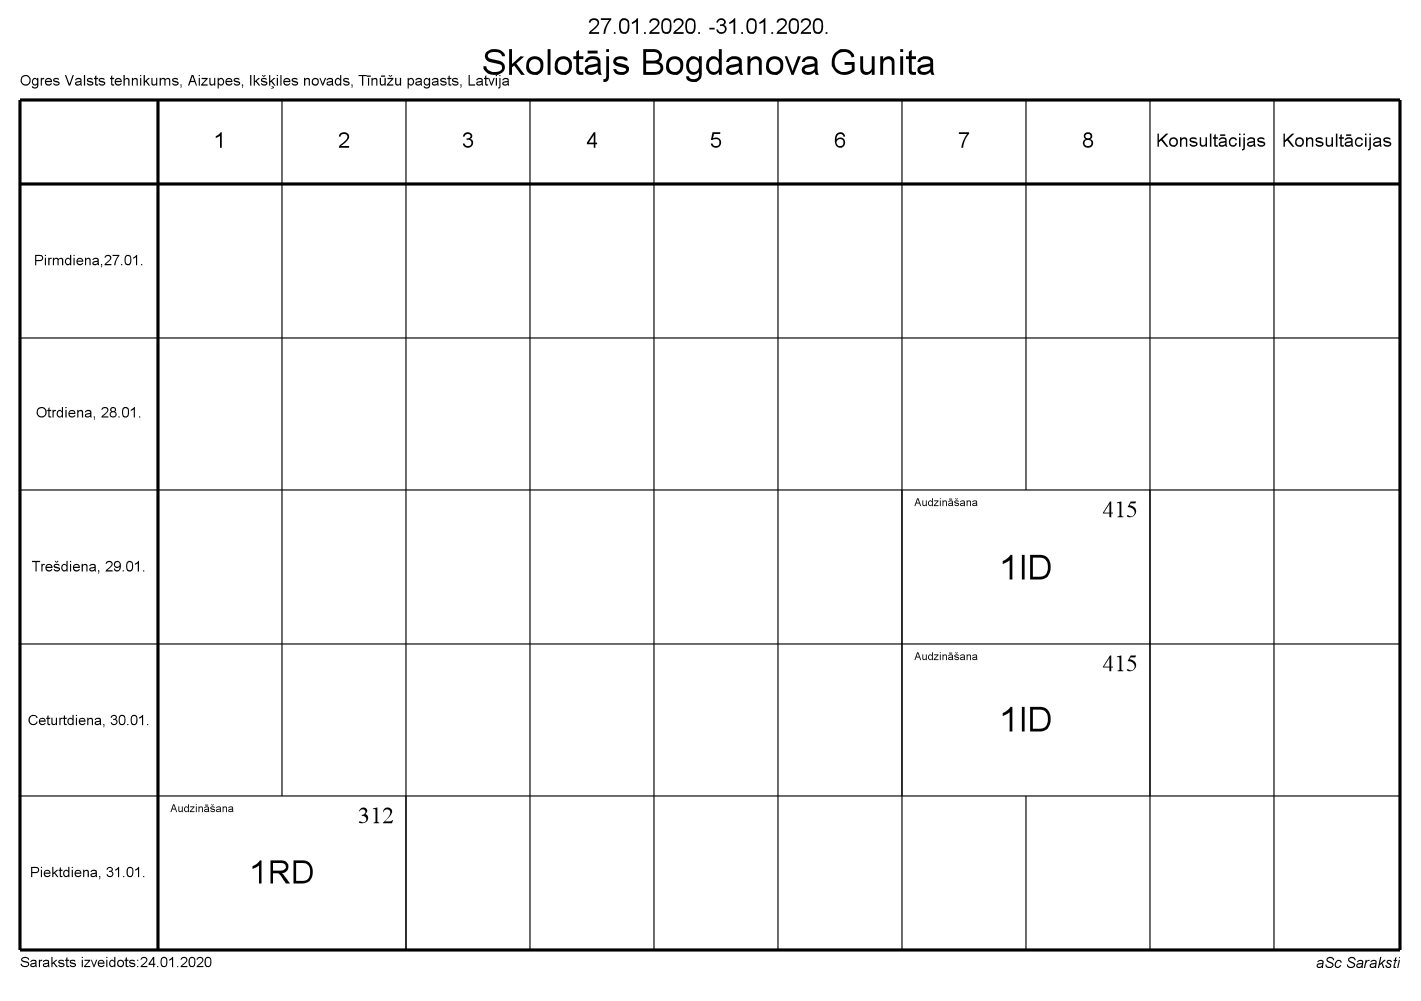 27.01.2020. -31.01.2020.
Skolotājs Bogdanova Gunita
Ogres Valsts tehnikums, Aizupes, Ikšķiles novads, Tīnūžu pagasts, Latvija
1 2 3 4 5 6 7 8 Konsultācijas Konsultācijas
Pirmdiena,27.01.
Otrdiena, 28.01.
Audzināšana 415
Trešdiena, 29.01. 1ID
Audzināšana 415
Ceturtdiena, 30.01. 1ID
Audzināšana 312
Piektdiena, 31.01. 1RD
Saraksts izveidots:24.01.2020 aSc Saraksti